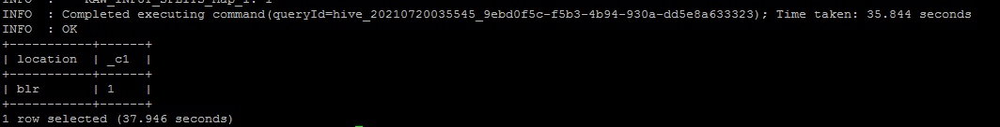 INFO  :     RAW_INPUT_SPLITS_Map_1: 1
INFO  : Completed executing command(queryId=hive_20210720035545_9ebd0f5c-f5b3-4b94-930a-dd5e8a633323); Time taken: 35.844 seconds
INFO  : OK
+-----------+------+
| location  | _c1  |
+-----------+------+
| blr       | 1    |
+-----------+------+
1 row selected (37.946 seconds)